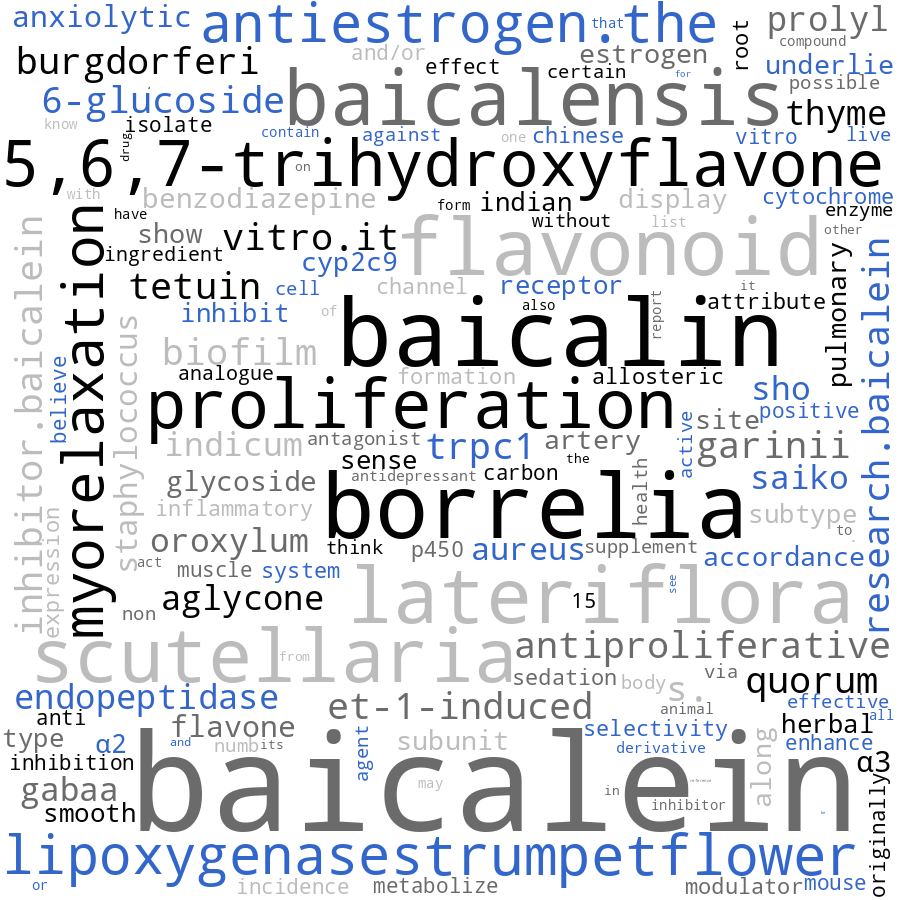 anxiolytic antiestrogen.the that prolyl
compound
burgdorferi and/or effect estrogen certain for root underlie
6-glucoside baicalensis possible thyme
know isolate contain against one chinese vitro live
drug
5,6,7-trihydroxyflavone
on
with benzodiazepine form indian display cytochrome
have without list enzyme
show vitro.it flavonoid other
ingredient cyp2c9
tetuin cell channel receptor it attribute
inhibit of baicalin also report pulmonary
biofilm
analogue formation allosteric
proliferation sho
positive
indicum antagonist trpc1 artery active site garinii
sense antidepressant carbon the
glycoside borrelia health saiko
inflammatory subtype
oroxylum think p450 aureus supplement to
accordance
act muscle system see
non aglycone lateriflora 15
inhibitor.baicalein
expression
believe
myorelaxation
staphylococcus
research.baicalein
scutellaria from antiproliferative
sedation body s. via quorum
endopeptidase et-1-induced animal effective
anti flavone selectivity herbal all
type α2 and numb its agent subunit derivative enhance
inhibition baicalein along α3
gabaa may in inhibitor
smooth originally
lipoxygenasestrumpetflower
or incidence metabolize modulator mouse